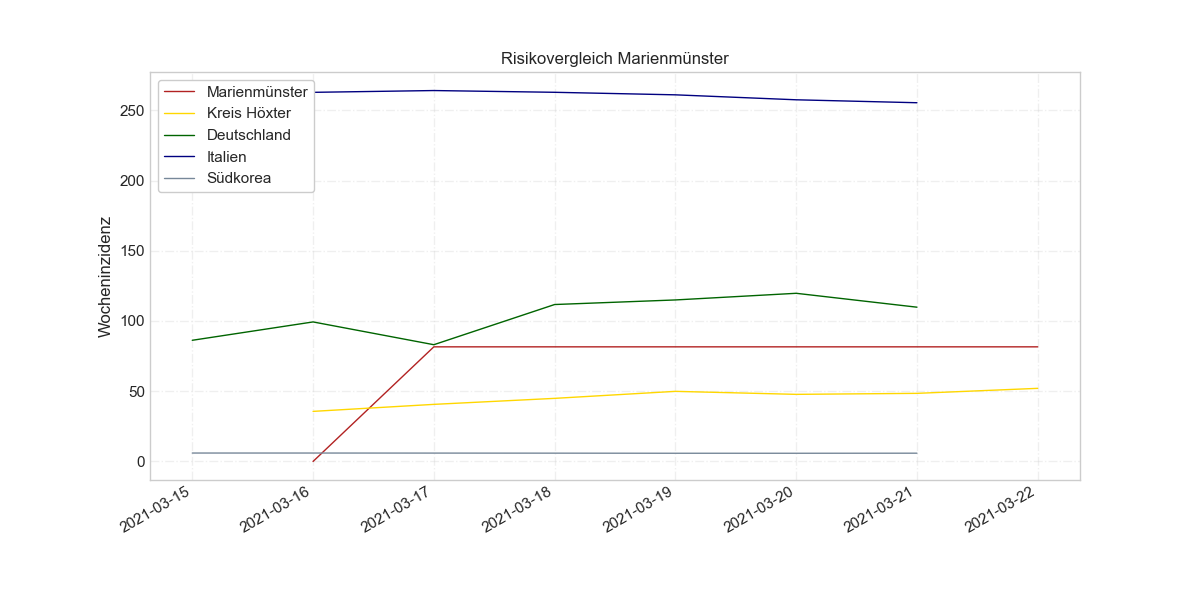 Risikovergleich Marienmünster
Marienmünster
Kreis Höxter
Deutschland
Italien
Südkorea
Wocheninzidenz
250
200
150
100
50
0
2021-03-15
2021-03-16
2021-03-17
2021-03-18
2021-03-19
2021-03-20
2021-03-21
2021-03-22